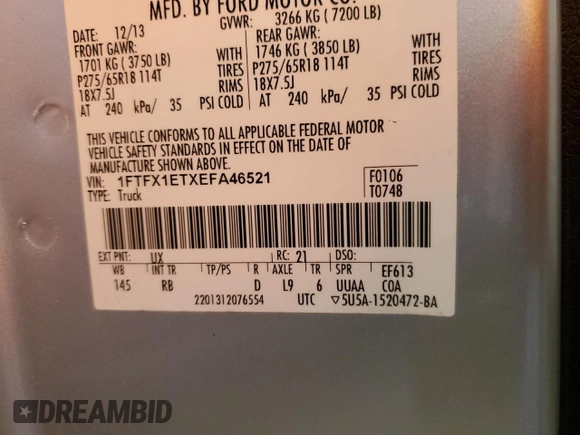 MFD. BY FORD MOTOR CO.
DATE: 12/13 GVWR: 3266 KG ( 7200 LB)
FRONT GAWR: REAR GAWR:
1701 KG ( 3750 LB) WITH 1746 KG ( 3850 LB) WITH
P275/65R18 114T TIRES P275/65R18 114T TIRES
18X7.5J RIMS 18X7.5J RIMS
AT 240 kPa/ 35 PSI COLD AT 240 kPa/ 35 PSI COLD
THIS VEHICLE CONFORMS TO ALL APPLICABLE FEDERAL MOTOR
VEHICLE SAFETY STANDARDS IN EFFECT ON THE DATE OF
MANUFACTURE SHOWN ABOVE.
VIN: 1FTFX1ETXEFA46521 F0106
TYPE: Truck T0748
EXT PNT: UX RC: 21 DSO:
WB INT TR TP/PS R AXLE TR SPR EF613
145 RB D L9 6 UUAA COA
2201312076554 UTC ▽5U5A-1520472-BA
DREAMBID